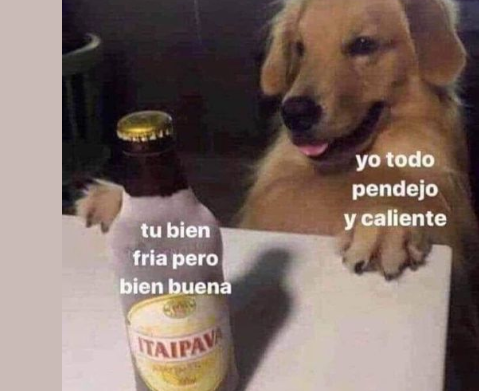 yo todo
pendejo
y caliente
tu bien
fria pero
bien buena
ITAIPAVA